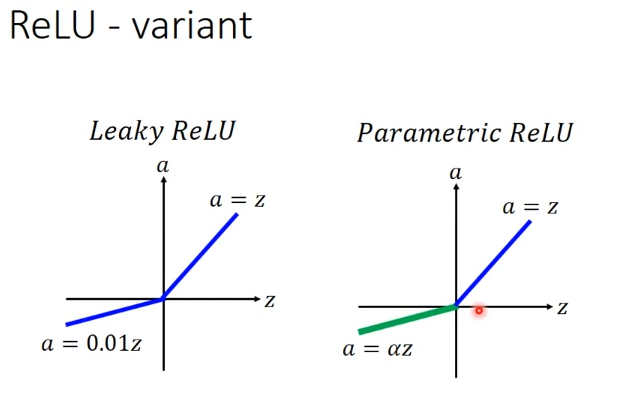 ReLU - variant
Leaky ReLU
a
a = z
z
a = 0.01z
Parametric ReLU
a
a = z
z
a = αz